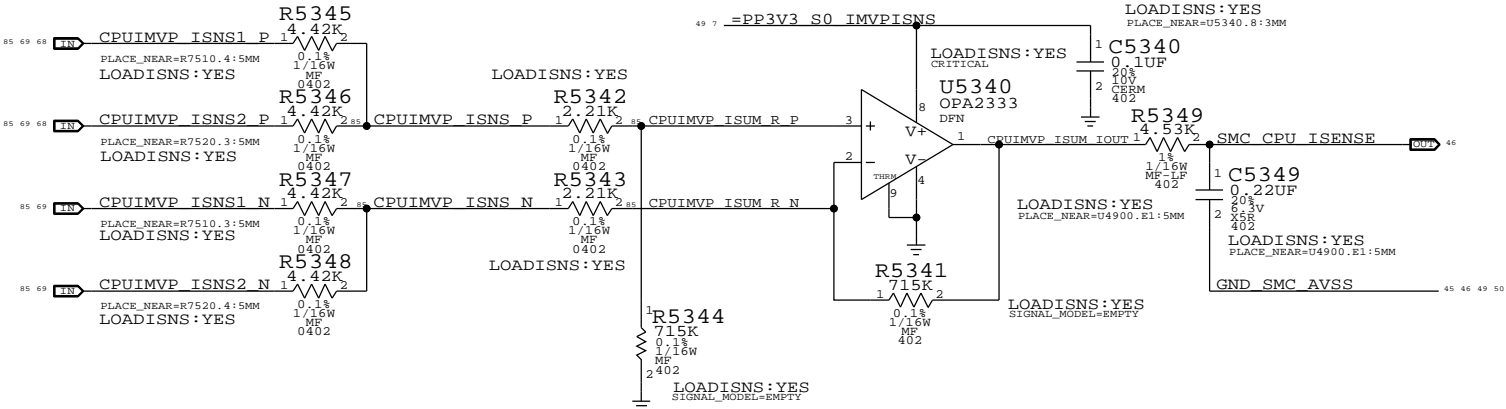 LOADISNS:YES
PLACE_NEAR=U5340.8:3MM
49 7 =PP3V3_S0_IMVPISNS
R5345
4.42K
85 69 68 IN CPUIMVP_ISNS1_P 1 2
0.1%
1/16W
MF
0402
PLACE_NEAR=R7510.4:5MM
LOADISNS:YES
1
C5340
0.1UF
20%
10V
CERM
402
2
LOADISNS:YES
CRITICAL
U5340
OPA2333
DFN
8
V+
3 +
2 −
1
V−
THRM
9
4
LOADISNS:YES
R5346
4.42K
85 69 68 IN CPUIMVP_ISNS2_P 1 2 85 CPUIMVP_ISNS_P
0.1%
1/16W
MF
0402
PLACE_NEAR=R7520.3:5MM
LOADISNS:YES
R5342
2.21K
1 2 85 CPUIMVP_ISUM_R_P
0.1%
1/16W
MF
0402
R5349
4.53K
CPUIMVP_ISUM_IOUT 1 2 SMC_CPU_ISENSE OUT 46
1%
1/16W
MF-LF
402
LOADISNS:YES
PLACE_NEAR=U4900.E1:5MM
1
C5349
0.22UF
20%
6.3V
X5R
402
2
LOADISNS:YES
PLACE_NEAR=U4900.E1:5MM
GND_SMC_AVSS 45 46 49 50
R5347
4.42K
85 69 IN CPUIMVP_ISNS1_N 1 2 85 CPUIMVP_ISNS_N
0.1%
1/16W
MF
0402
PLACE_NEAR=R7510.3:5MM
LOADISNS:YES
R5343
2.21K
1 2 85 CPUIMVP_ISUM_R_N
0.1%
1/16W
MF
0402
LOADISNS:YES
R5348
4.42K
85 69 IN CPUIMVP_ISNS2_N 1 2
0.1%
1/16W
MF
0402
PLACE_NEAR=R7520.4:5MM
LOADISNS:YES
R5341
715K
1 2
0.1%
1/16W
MF
402
LOADISNS:YES
SIGNAL_MODEL=EMPTY
1
R5344
715K
0.1%
1/16W
MF
402
2
LOADISNS:YES
SIGNAL_MODEL=EMPTY